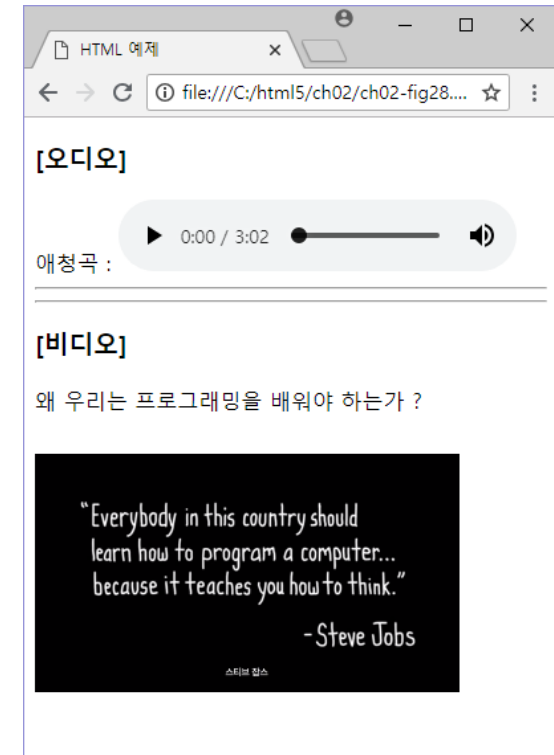 HTML 예제
file:///C:/html5/ch02/ch02-fig28....
[오디오]
애청곡 : 0:00 / 3:02
[비디오]
왜 우리는 프로그래밍을 배워야 하는가 ?
“Everybody in this country should
learn how to program a computer...
because it teaches you how to think.”
- Steve Jobs
스티브 잡스